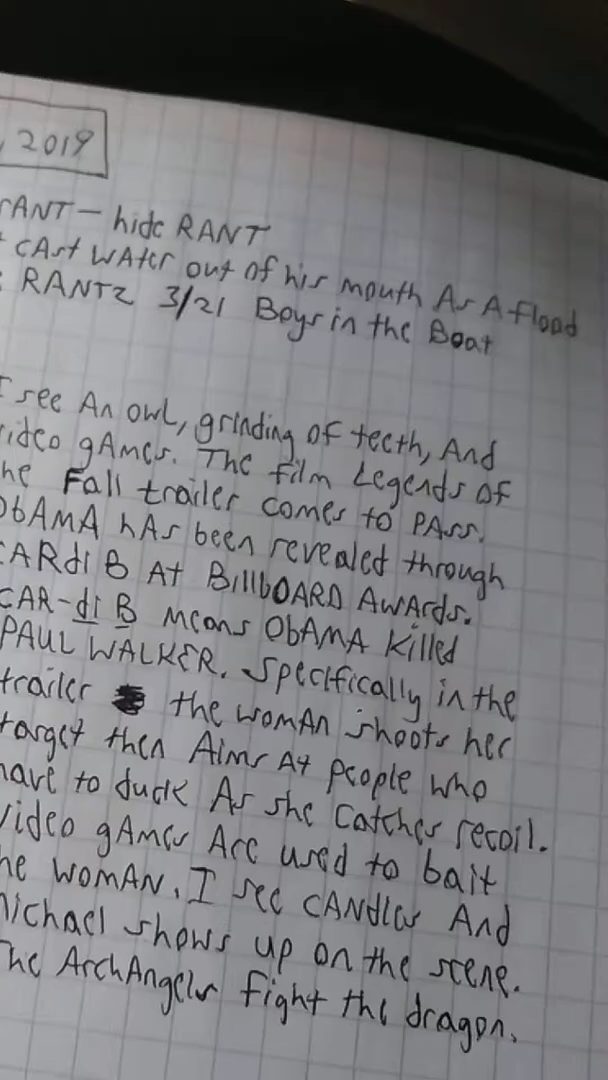 , 2019
RANT - hide RANT
CAst WAter out of his mouth As A flood
: RANTZ 3/21 Boys in the Boat
I see An owl, grinding of teeth, And
video gAmes. The film Legends of
he Fall trailer comes to PAss.
ObAMA hAs been revealed through
CARdi B At BillbOARD AwArds.
CAR-di B meAns ObAMA killed
PAUL WALKER. Specifically in the
trailer the womAn shoots her
target then Aims At people who
have to duck As she catches recoil.
Video gAmes Are used to bait
he womAn. I see cANdles And
Michael shows up on the scene.
The ArchAngels fight the dragon.